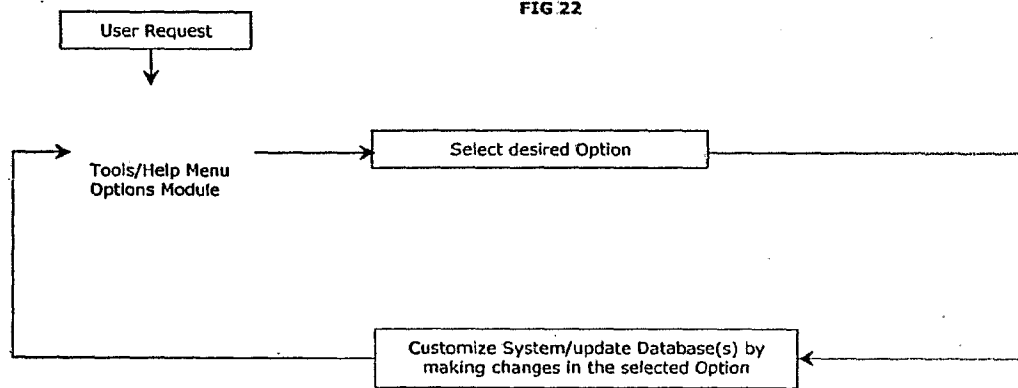 FIG 22
User Request
Tools/Help Menu
Options Module
Select desired Option
Customize System/update Database(s) by
making changes in the selected Option